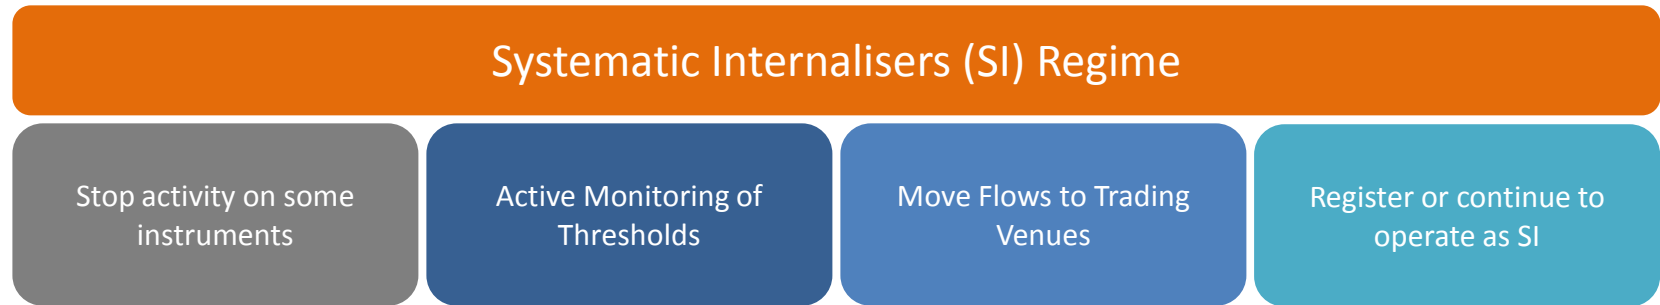 Systematic Internalisers (SI) Regime
Stop activity on some
instruments
Active Monitoring of
Thresholds
Move Flows to Trading
Venues
Register or continue to
operate as SI